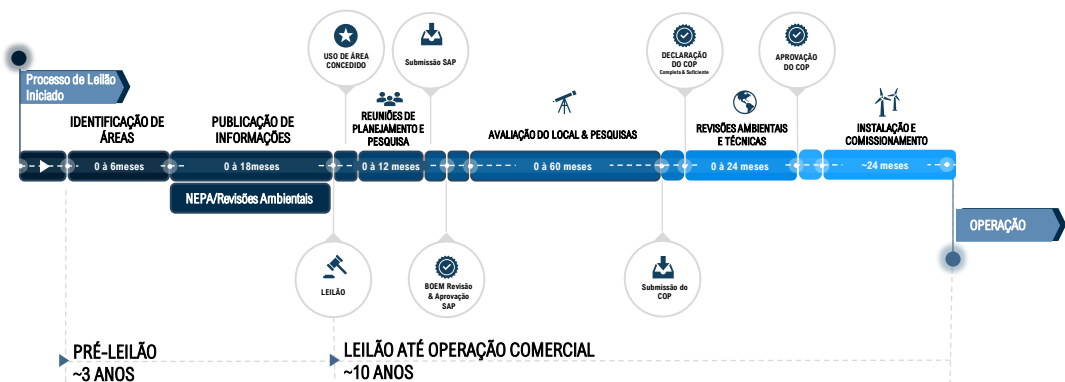 Processo de Leilão
Iniciado
IDENTIFICAÇÃO DE
ÁREAS
0 à 6meses
PUBLICAÇÃO DE
INFORMAÇÕES
0 à 18meses
NEPA/Revisões Ambientais
LEILÃO
USO DE ÁREA
CONCEDIDO
REUNIÕES DE
PLANEJAMENTO E
PESQUISA
0 à 12 meses
Submissão SAP
BOEM Revisão
& Aprovação
SAP
AVALIAÇÃO DO LOCAL & PESQUISAS
0 à 60 meses
Submissão do
COP
DECLARAÇÃO
DO COP
Completa & Suficiente
REVISÕES AMBIENTAIS
E TÉCNICAS
0 à 24 meses
APROVAÇÃO
DO COP
INSTALAÇÃO E
COMISSIONAMENTO
~24 meses
OPERAÇÃO
PRÉ-LEILÃO
~3 ANOS
LEILÃO ATÉ OPERAÇÃO COMERCIAL
~10 ANOS